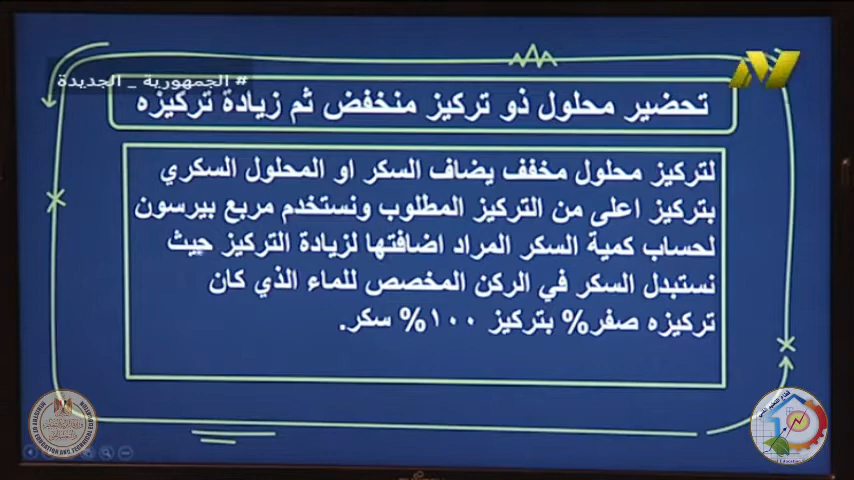 # الجمهورية _ الجديدة
تحضير محلول ذو تركيز منخفض ثم زيادة تركيزه
لتركيز محلول مخفف يضاف السكر او المحلول السكري
بتركيز اعلى من التركيز المطلوب ونستخدم مربع بيرسون
لحساب كمية السكر المراد اضافتها لزيادة التركيز حيث
نستبدل السكر في الركن المخصص للماء الذي كان
تركيزه صفر% بتركيز ١٠٠% سكر.